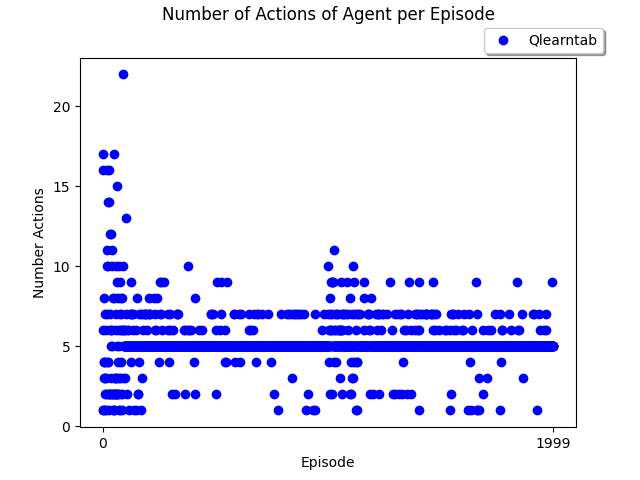 Number of Actions of Agent per Episode
Qlearntab
20
15
10
5
0
Number Actions
0 1999
Episode